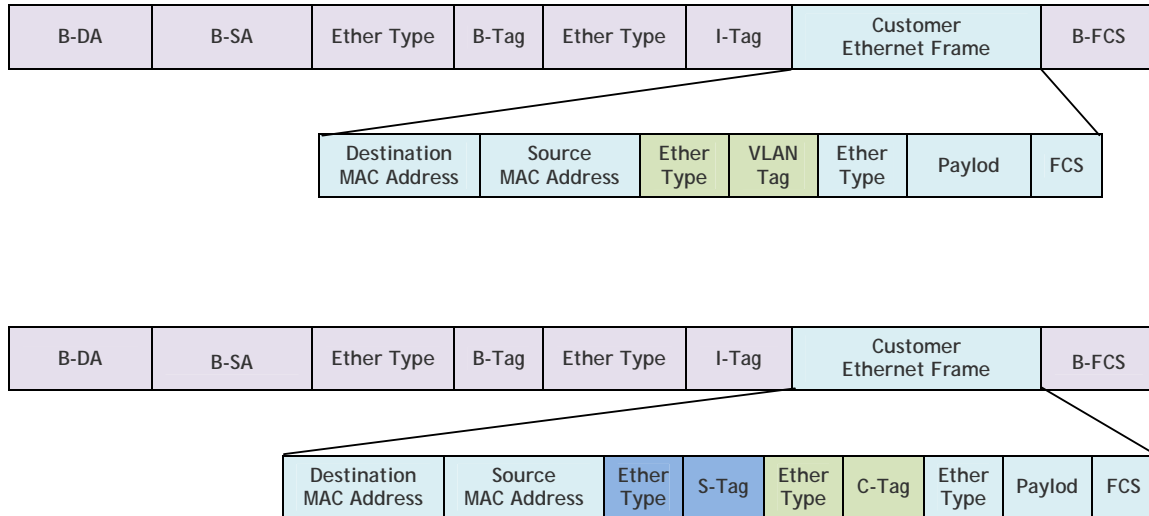 B-DA B-SA Ether Type B-Tag Ether Type I-Tag Customer Ethernet Frame B-FCS
Destination MAC Address Source MAC Address Ether Type VLAN Tag Ether Type Paylod FCS
B-DA B-SA Ether Type B-Tag Ether Type I-Tag Customer Ethernet Frame B-FCS
Destination MAC Address Source MAC Address Ether Type S-Tag Ether Type C-Tag Ether Type Paylod FCS